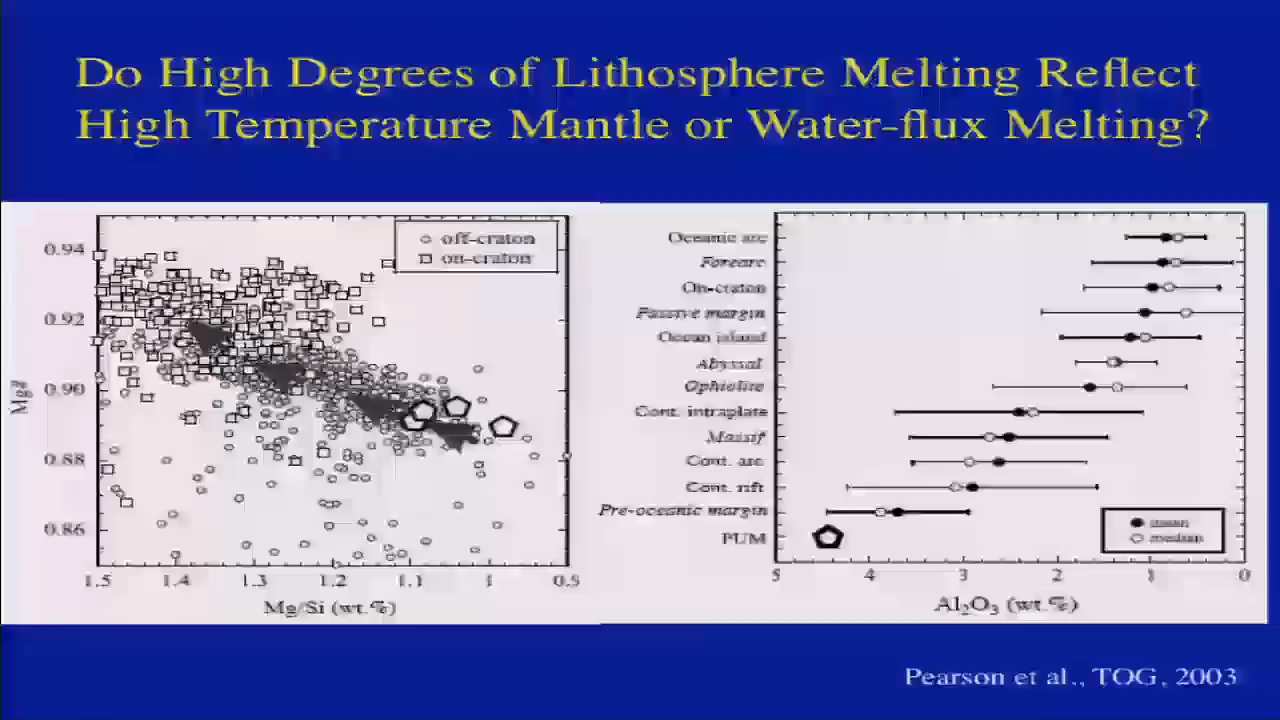 Do High Degrees of Lithosphere Melting Reflect
High Temperature Mantle or Water-flux Melting?
off-craton
on-craton
0.94
0.92
0.90
0.88
0.86
Mg#
1.5 1.4 1.3 1.2 1.1 1 0.9
Mg/Si (wt.%)
Oceanic arc
Forearc
On-craton
Passive margin
Ocean island
Abyssal
Ophiolite
Cont. intraplate
Massif
Cont. arc
Cont. rift
Pre-oceanic margin
PUM
mean
median
5 4 3 2 1 0
Al₂O₃ (wt.%)
Pearson et al., TOG, 2003